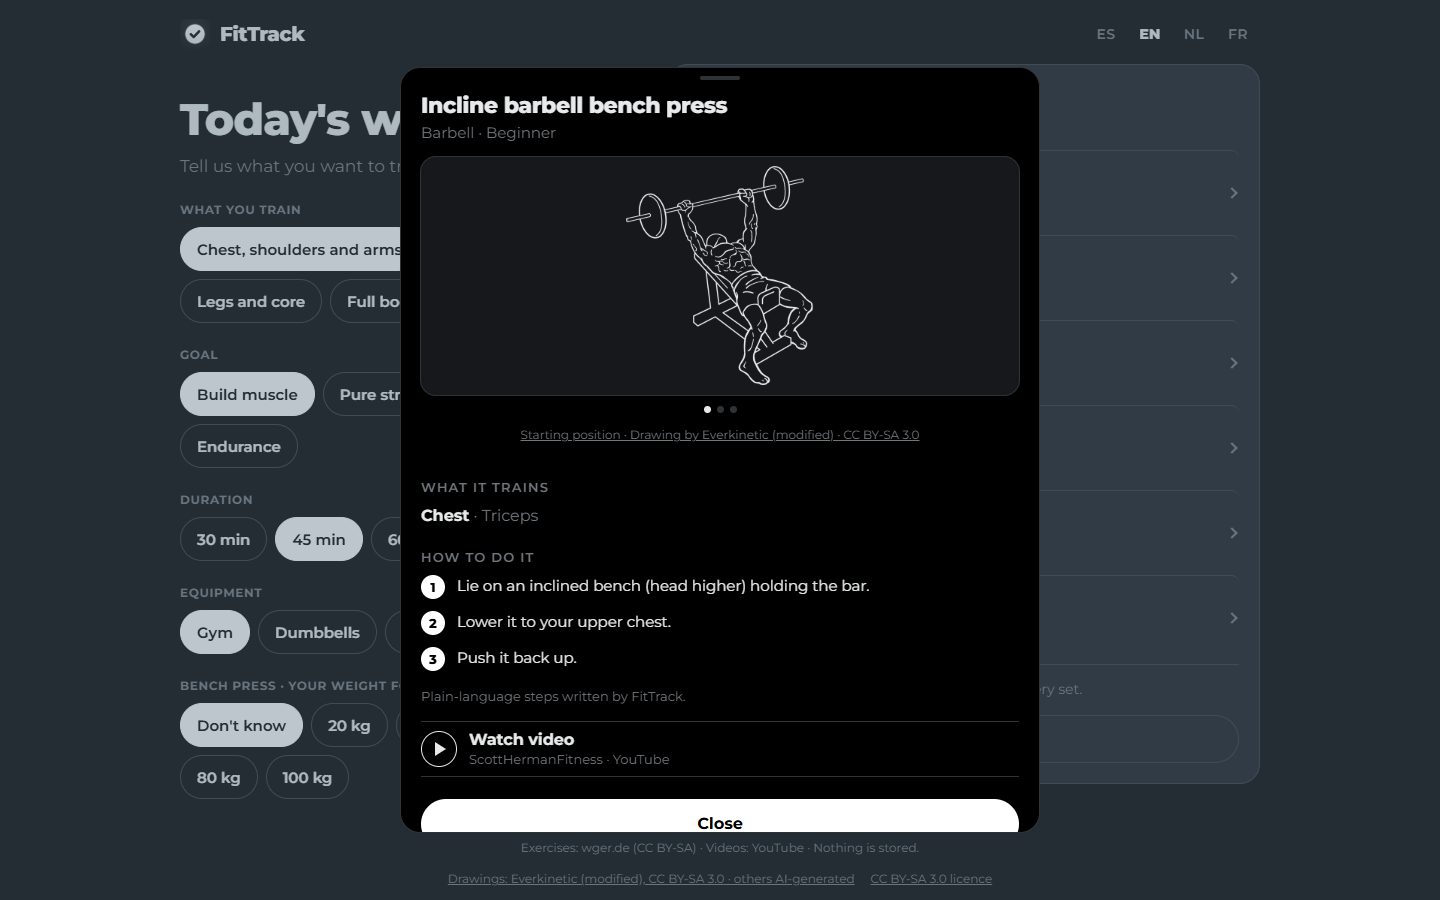 FitTrack
ES EN NL FR
Today's w
Tell us what you want to tr
WHAT YOU TRAIN
Chest, shoulders and arms
Legs and core
Full bo
GOAL
Build muscle
Pure str
Endurance
DURATION
30 min
45 min
60
EQUIPMENT
Gym
Dumbbells
BENCH PRESS · YOUR WEIGHT FO
Don't know
20 kg
80 kg
100 kg
Incline barbell bench press
Barbell · Beginner
Starting position · Drawing by Everkinetic (modified) · CC BY-SA 3.0
WHAT IT TRAINS
Chest · Triceps
HOW TO DO IT
1 Lie on an inclined bench (head higher) holding the bar.
2 Lower it to your upper chest.
3 Push it back up.
Plain-language steps written by FitTrack.
Watch video
ScottHermanFitness · YouTube
Close
ry set.
Exercises: wger.de (CC BY-SA) · Videos: YouTube · Nothing is stored.
Drawings: Everkinetic (modified), CC BY-SA 3.0 · others AI-generated CC BY-SA 3.0 licence